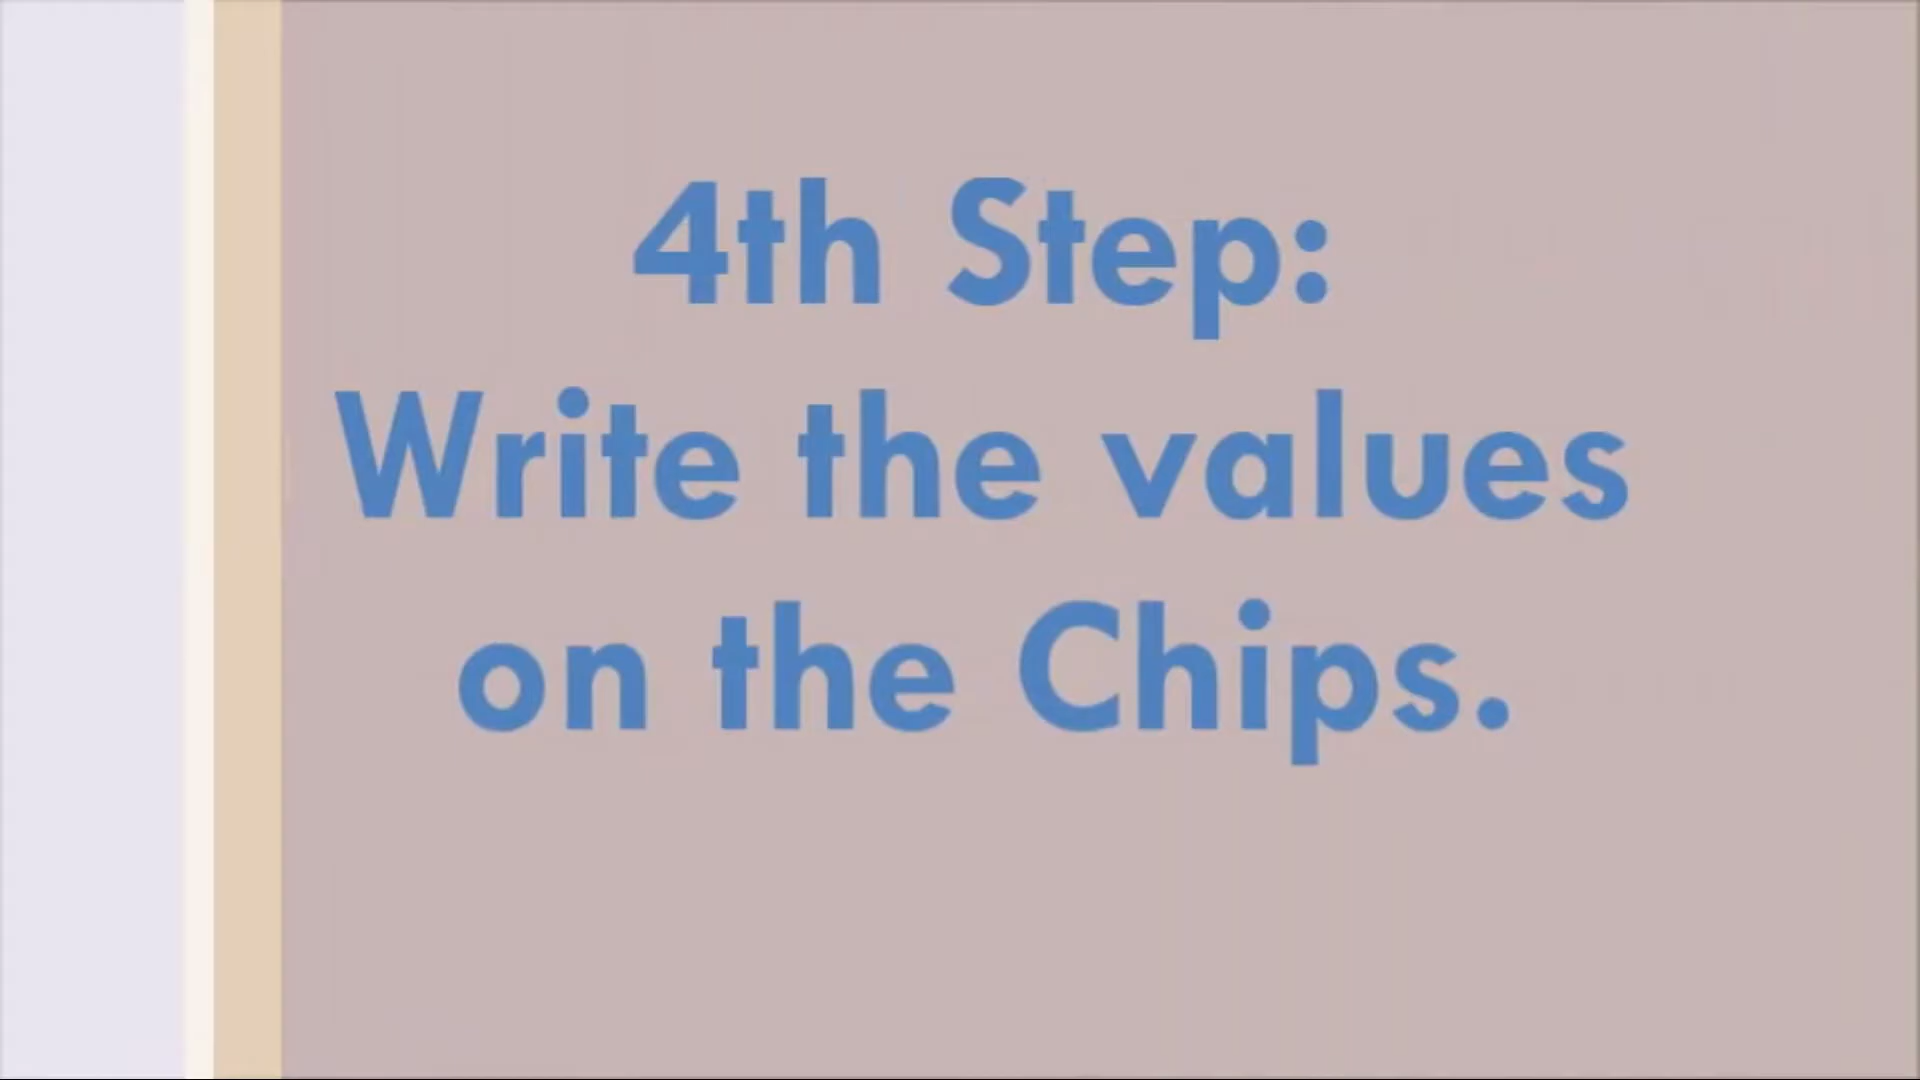 4th Step:
Write the values
on the Chips.